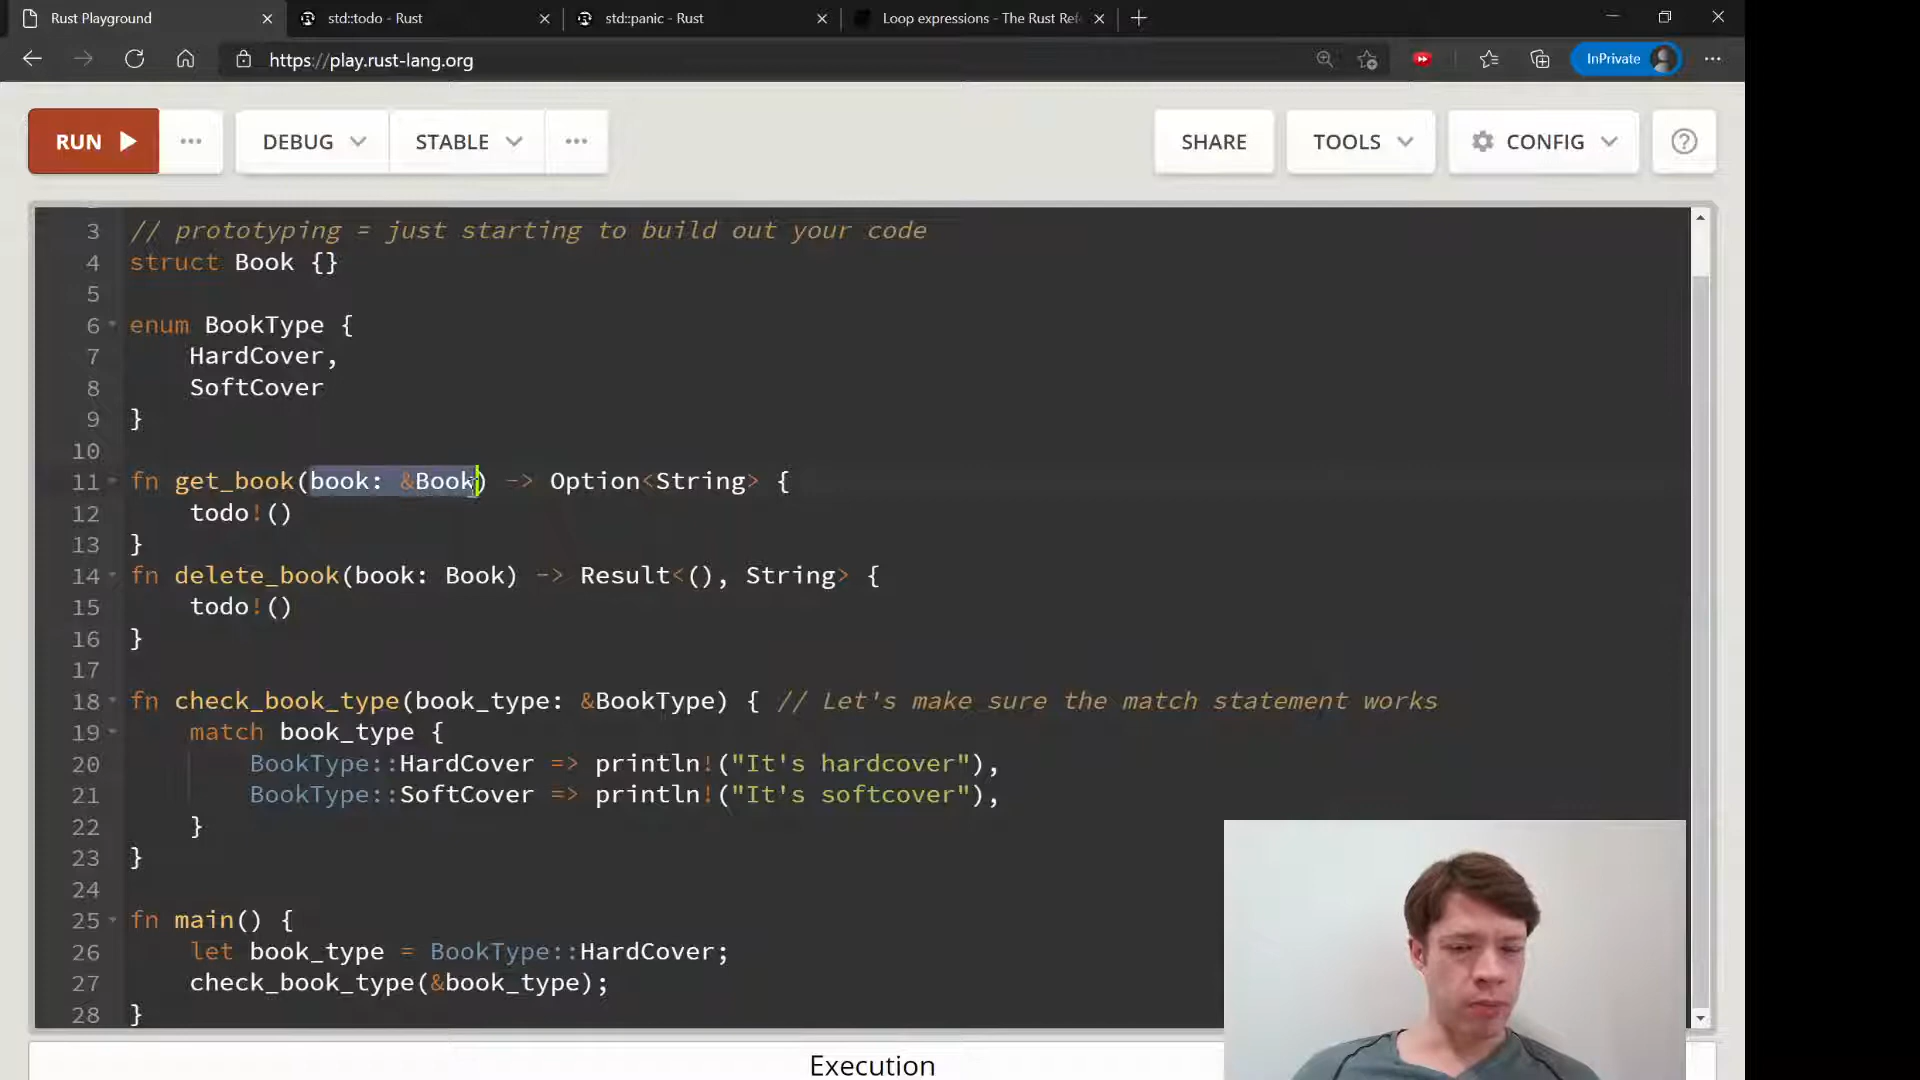 Rust Playground
std::todo - Rust
std::panic - Rust
Loop expressions - The Rust Ref
https://play.rust-lang.org
InPrivate
RUN
DEBUG
STABLE
SHARE
TOOLS
CONFIG
3 // prototyping = just starting to build out your code
4 struct Book {}
5
6 enum BookType {
7 HardCover,
8 SoftCover
9 }
10
11 fn get_book(book: &Book) -> Option<String> {
12 todo!()
13 }
14 fn delete_book(book: Book) -> Result<(), String> {
15 todo!()
16 }
17
18 fn check_book_type(book_type: &BookType) { // Let's make sure the match statement works
19 match book_type {
20 BookType::HardCover => println!("It's hardcover"),
21 BookType::SoftCover => println!("It's softcover"),
22 }
23 }
24
25 fn main() {
26 let book_type = BookType::HardCover;
27 check_book_type(&book_type);
28 }
Execution